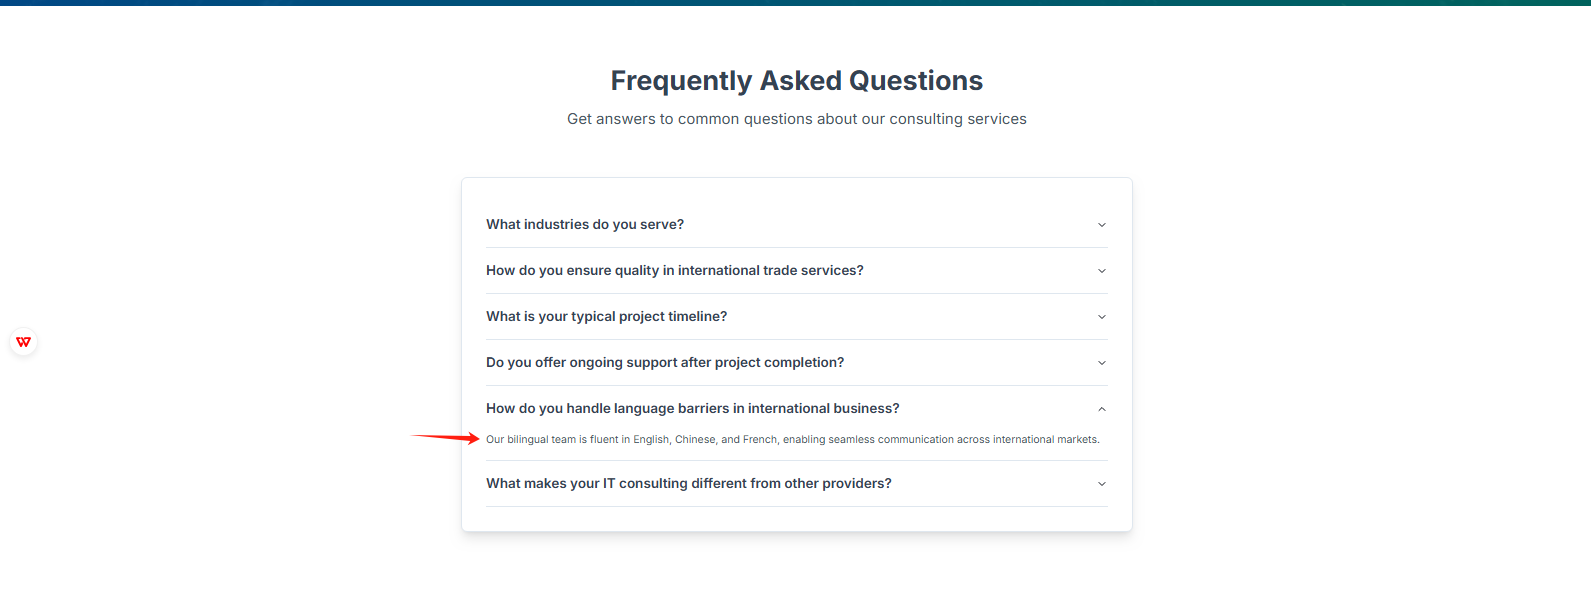 Frequently Asked Questions
Get answers to common questions about our consulting services
What industries do you serve?
How do you ensure quality in international trade services?
What is your typical project timeline?
Do you offer ongoing support after project completion?
How do you handle language barriers in international business?
Our bilingual team is fluent in English, Chinese, and French, enabling seamless communication across international markets.
What makes your IT consulting different from other providers?